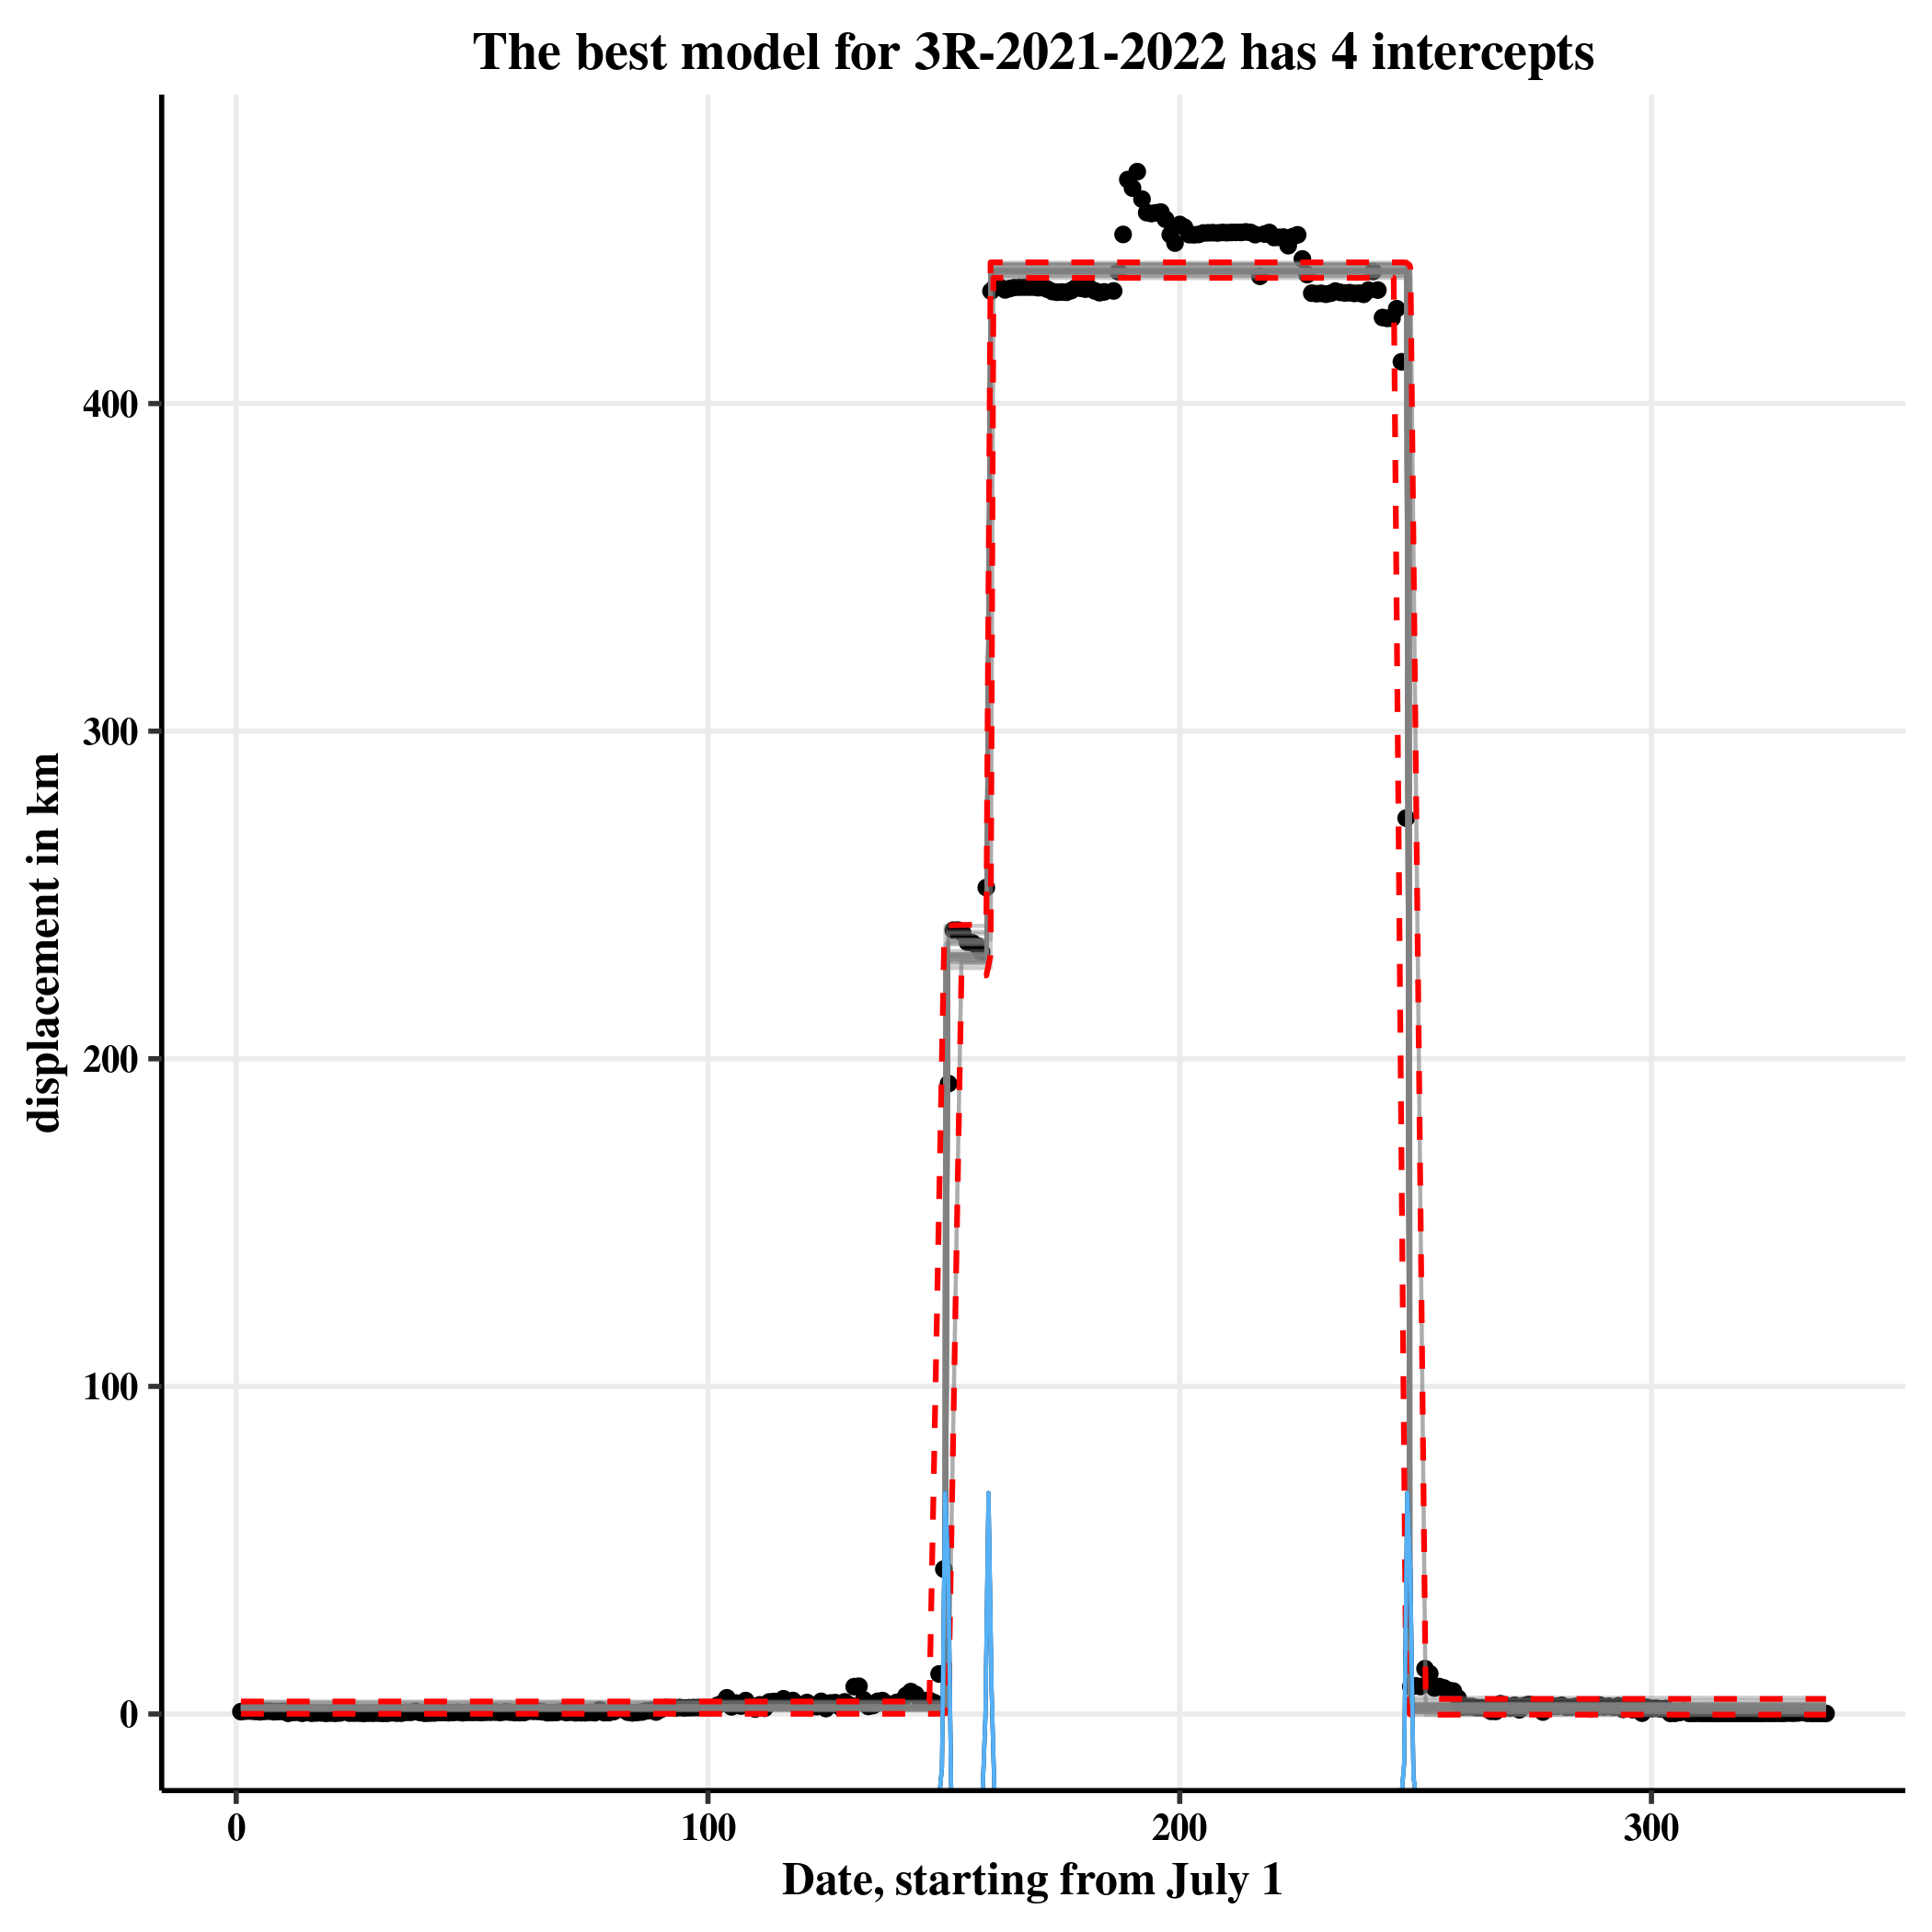 The best model for 3R-2021-2022 has 4 intercepts
displacement in km
400
300
200
100
0
0 100 200 300
Date, starting from July 1